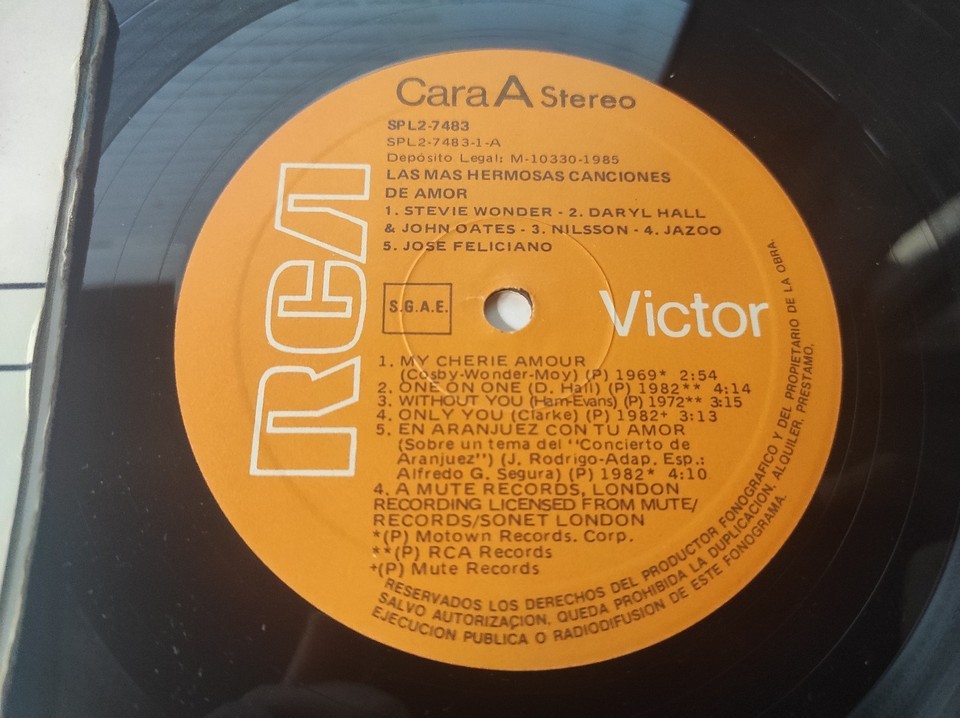 Cara A Stereo
SPL2-7483
SPL2-7483-1-A
Depósito Legal: M-10330-1985
LAS MAS HERMOSAS CANCIONES
DE AMOR
1. STEVIE WONDER - 2. DARYL HALL
& JOHN OATES - 3. NILSSON - 4. JAZOO
5. JOSE FELICIANO
RCA
S.G.A.E.
Victor
1. MY CHERIE AMOUR
(Cosby-Wonder-Moy) (P) 1969* 2:54
2. ONE ON ONE (D. Hall) (P) 1982** 4:14
3. WITHOUT YOU (Ham-Evans) (P) 1972** 3:15
4. ONLY YOU (Clarke) (P) 1982+ 3:13
5. EN ARANJUEZ CON TU AMOR
(Sobre un tema del "Concierto de
Aranjuez") (J. Rodrigo-Adap. Esp.:
Alfredo G. Segura) (P) 1982* 4:10
4. A MUTE RECORDS, LONDON
RECORDING LICENSED FROM MUTE/
RECORDS/SONET LONDON
*(P) Motown Records. Corp.
**(P) RCA Records
+(P) Mute Records
RESERVADOS LOS DERECHOS DEL PRODUCTOR FONOGRAFICO Y DEL PROPIETARIO DE LA OBRA.
SALVO AUTORIZACION, QUEDA PROHIBIDA LA DUPLICACION, ALQUILER, PRESTAMO,
EJECUCION PUBLICA O RADIODIFUSION DE ESTE FONOGRAMA.